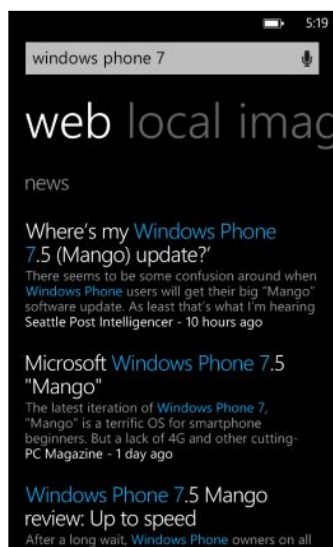 5:19
windows phone 7
web local imag
news
Where's my Windows Phone
7.5 (Mango) update?'
There seems to be some confusion around when
Windows Phone users will get their big "Mango"
software update. As least that's what I'm hearing
Seattle Post Intelligencer - 10 hours ago
Microsoft Windows Phone 7.5
"Mango"
The latest iteration of Windows Phone 7,
"Mango" is a terrific OS for smartphone
beginners. But a lack of 4G and other cutting-
PC Magazine - 1 day ago
Windows Phone 7.5 Mango
review: Up to speed
After a long wait, Windows Phone owners on all